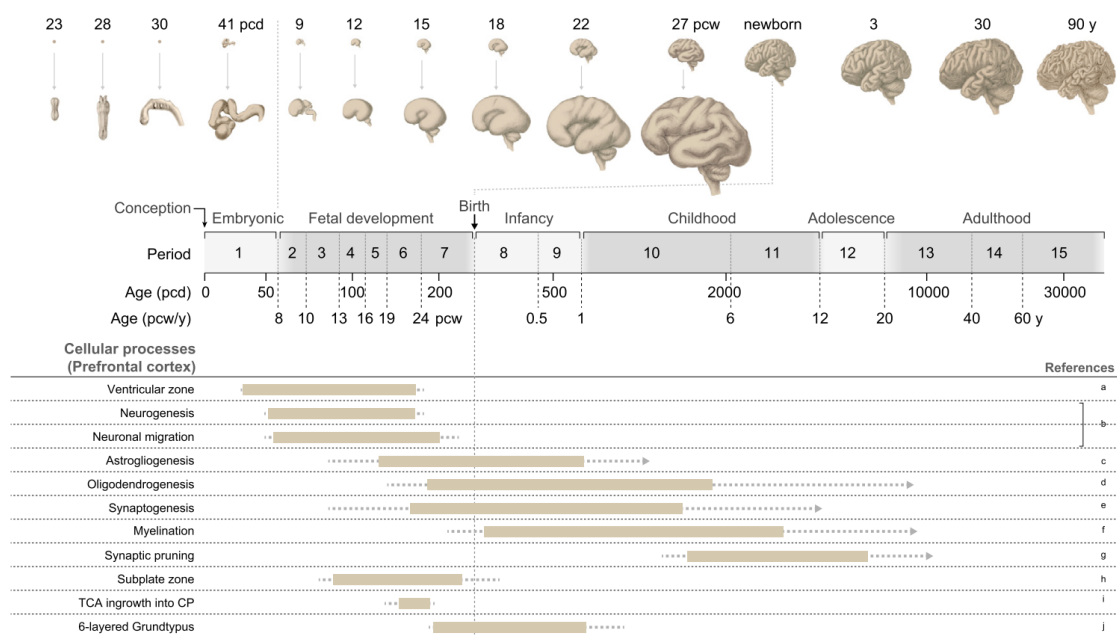 23 28 30 41 pcd 9 12 15 18 22 27 pcw newborn 3 30 90 y
Conception Embryonic Fetal development Birth Infancy Childhood Adolescence Adulthood
Period 1 2 3 4 5 6 7 8 9 10 11 12 13 14 15
Age (pcd) 0 50 100 200 500 2000 10000 30000
Age (pcw/y) 8 10 13 16 19 24 pcw 0.5 1 6 12 20 40 60 y
Cellular processes
(Prefrontal cortex) References
Ventricular zone a
Neurogenesis
b
Neuronal migration
Astrogliogenesis c
Oligodendrogenesis d
Synaptogenesis e
Myelination f
Synaptic pruning g
Subplate zone h
TCA ingrowth into CP i
6-layered Grundtypus j